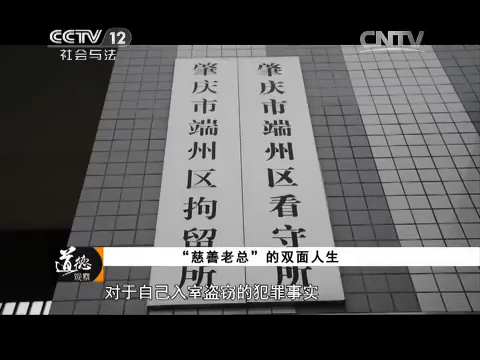 CCTV 12
社会与法
CNTV
肇庆市端州区拘留所
肇庆市端州区看守所
道德
观察
“慈善老总”的双面人生
对于自己入室盗窃的犯罪事实